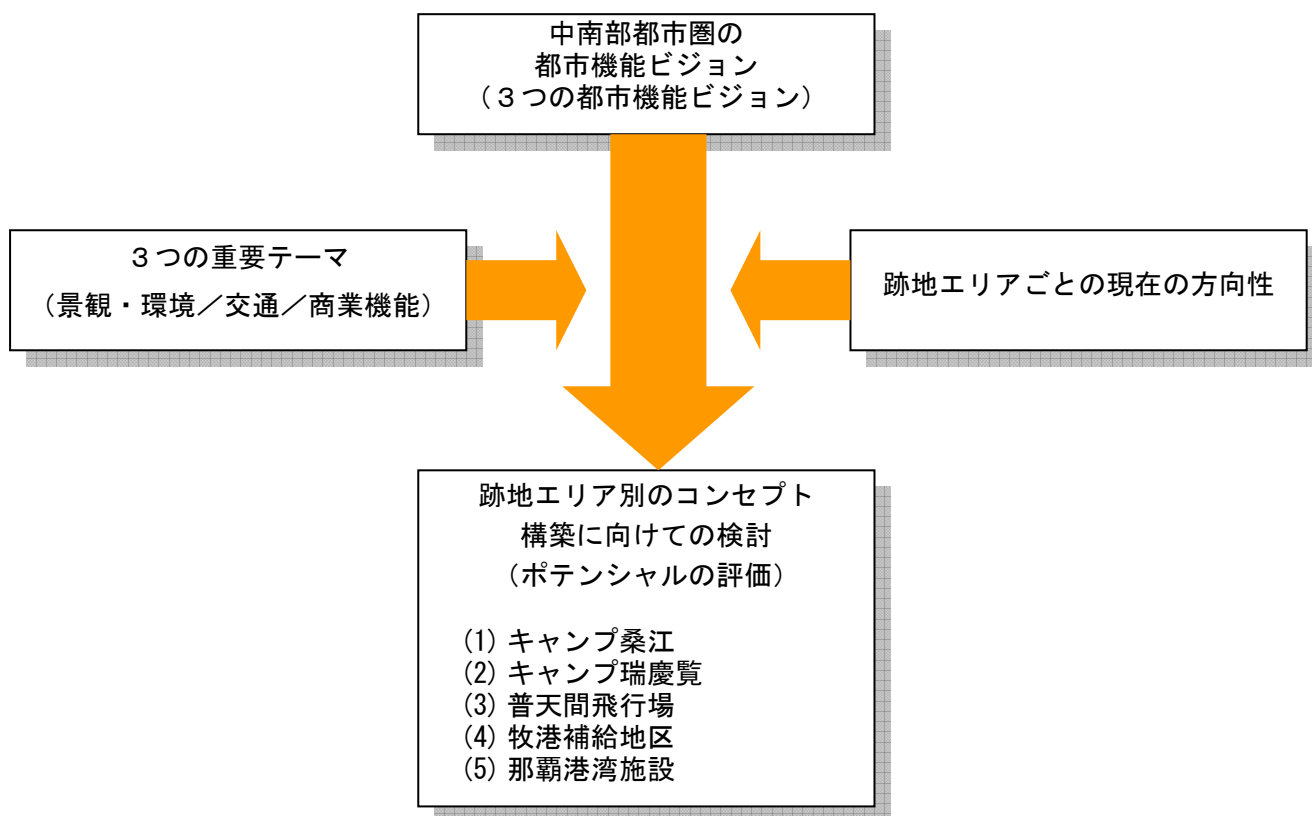 中南部都市圏の
都市機能ビジョン
（３つの都市機能ビジョン）
３つの重要テーマ
（景観・環境／交通／商業機能）
跡地エリアごとの現在の方向性
跡地エリア別のコンセプト
構築に向けての検討
（ポテンシャルの評価）
(1) キャンプ桑江
(2) キャンプ瑞慶覧
(3) 普天間飛行場
(4) 牧港補給地区
(5) 那覇港湾施設